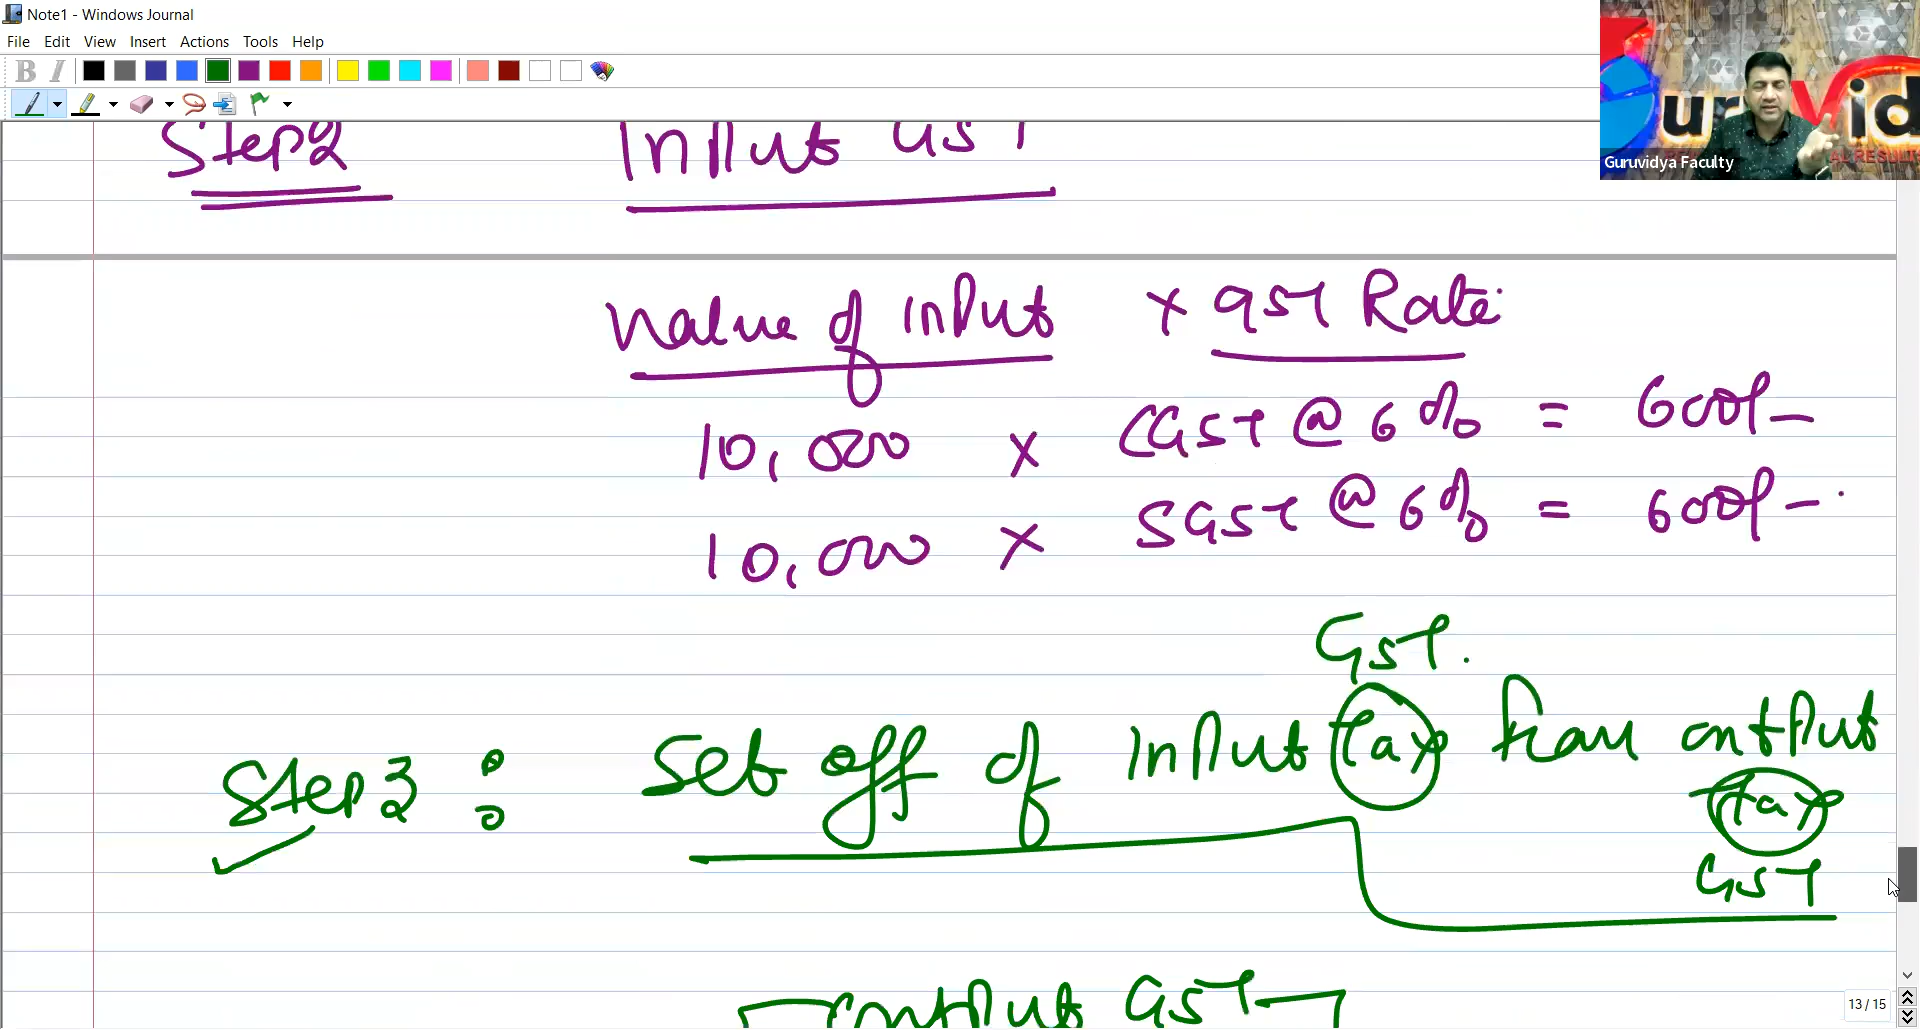 Note1 - Windows Journal
File Edit View Insert Actions Tools Help
B I
Guruvidya Faculty
Step2 Input GST
Value of input x GST Rate
10,000 x CGST @ 6% = 600/-
10,000 x SGST @ 6% = 600/-
GST.
Step3 : Set off of input Tax from output
Tax
GST
output GST
13 / 15